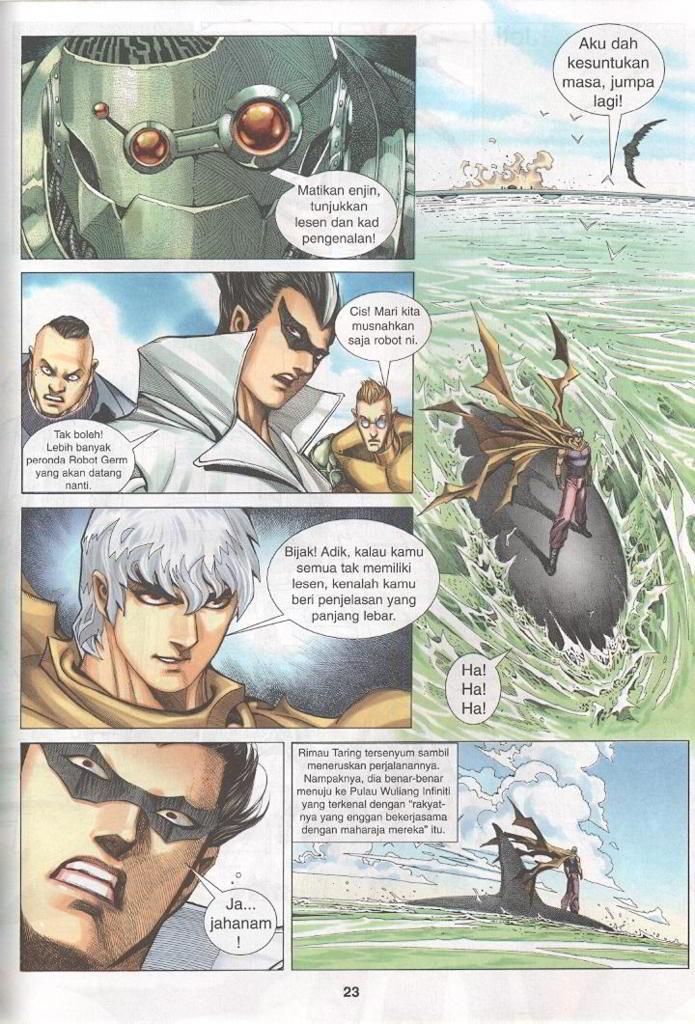 Matikan enjin,
tunjukkan
lesen dan kad
pengenalan!
Aku dah
kesuntukan
masa, jumpa
lagi!
Cis! Mari kita
musnahkan
saja robot ni.
Tak boleh!
Lebih banyak
peronda Robot Germ
yang akan datang
nanti.
Bijak! Adik, kalau kamu
semua tak memiliki
lesen, kenalah kamu
beri penjelasan yang
panjang lebar.
Ha!
Ha!
Ha!
Ja...
jahanam
!
Rimau Taring tersenyum sambil
meneruskan perjalanannya.
Nampaknya, dia benar-benar
menuju ke Pulau Wuliang Infiniti
yang terkenal dengan "rakyat-
nya yang enggan bekerjasama
dengan maharaja mereka" itu.
23